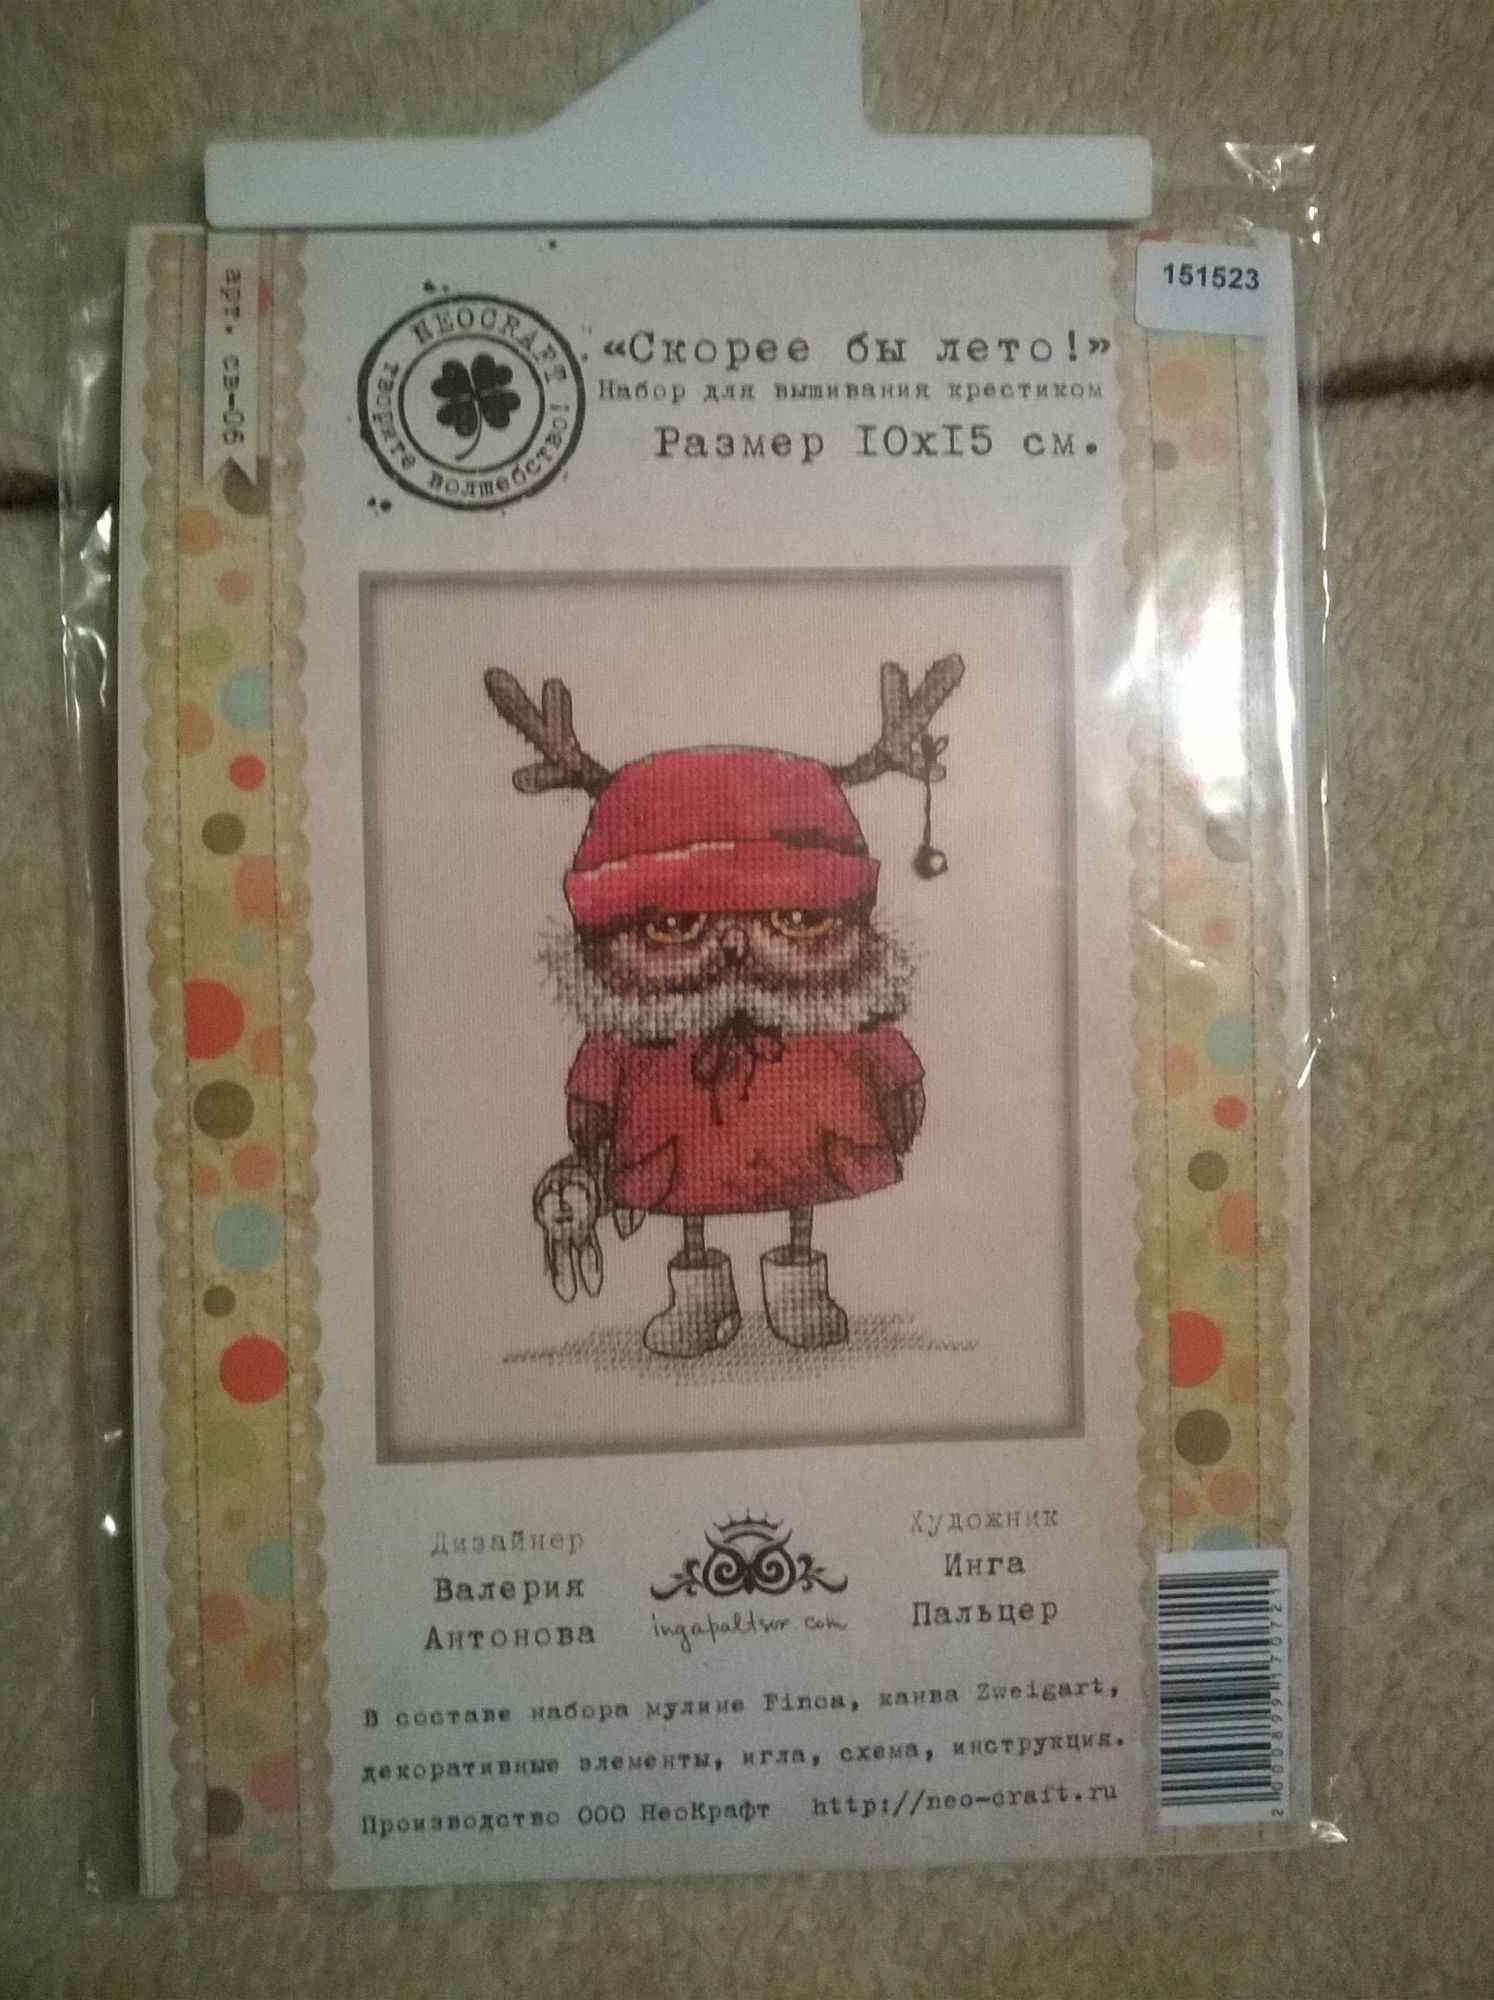 арт. св-06
NEOCRAFT
творите волшебство!
«Скорее бы лето!»
Набор для вышивания крестиком
Размер 10х15 см.
151523
Дизайнер
Валерия
Антонова
ingapaltser.com
Художник
Инга
Пальцер
В составе набора мулине Finca, канва Zweigart,
декоративные элементы, игла, схема, инструкция.
Производство ООО НеоКрафт http://neo-craft.ru
2000899170721